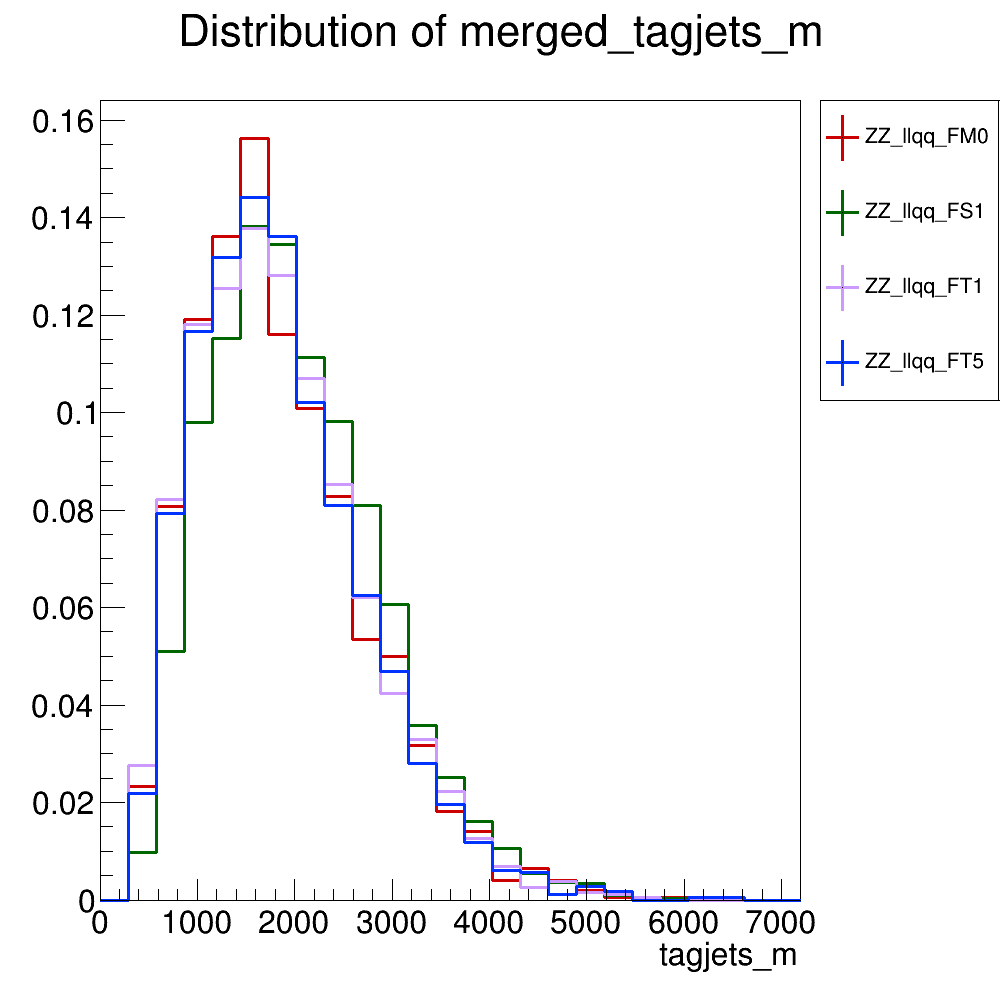 Distribution of merged_tagjets_m
0.16
0.14
0.12
0.1
0.08
0.06
0.04
0.02
0
0 1000 2000 3000 4000 5000 6000 7000
tagjets_m
ZZ_llqq_FM0
ZZ_llqq_FS1
ZZ_llqq_FT1
ZZ_llqq_FT5